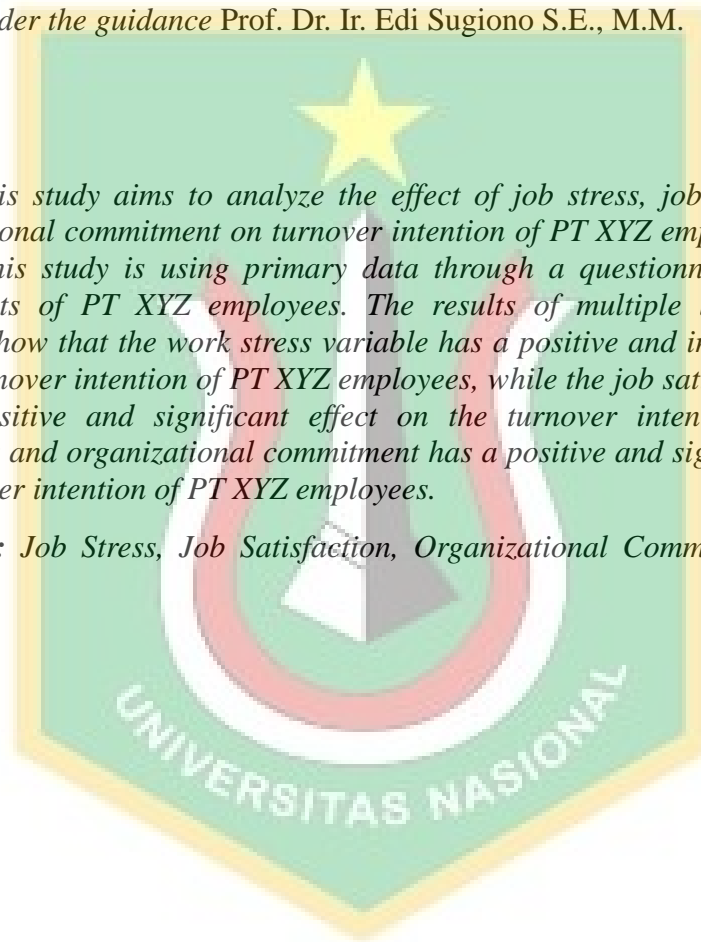 der the guidance Prof. Dr. Ir. Edi Sugiono S.E., M.M.
is study aims to analyze the effect of job stress, job
onal commitment on turnover intention of PT XYZ emp
his study is using primary data through a questionn
ts of PT XYZ employees. The results of multiple
how that the work stress variable has a positive and in
nover intention of PT XYZ employees, while the job sat
sitive and significant effect on the turnover inten
and organizational commitment has a positive and sig
er intention of PT XYZ employees.
: Job Stress, Job Satisfaction, Organizational Comm
UNIVERSITAS NASIONAL